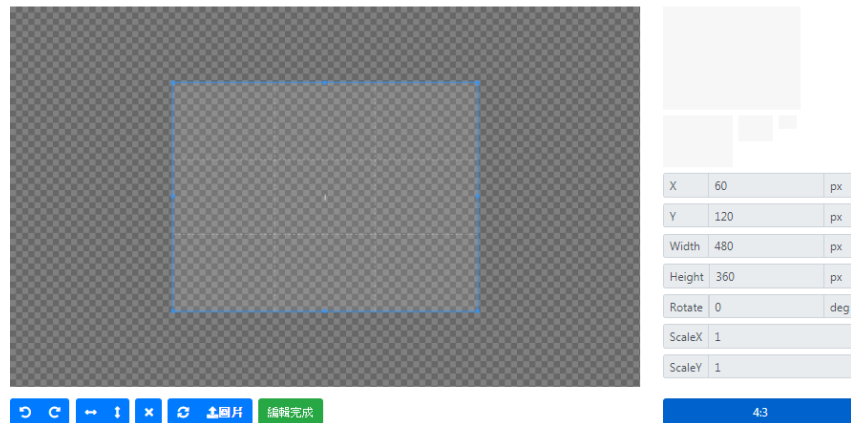 X 60 px
Y 120 px
Width 480 px
Height 360 px
Rotate 0 deg
ScaleX 1
ScaleY 1
圖片 編輯完成 4:3